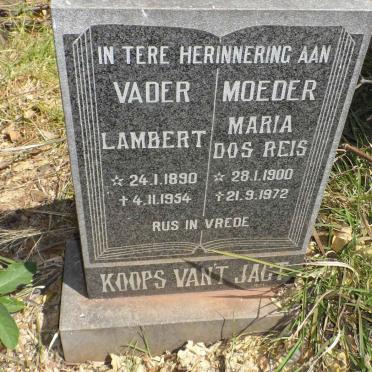 IN TERE HERINNERING AAN
VADER
LAMBERT
☆ 24.1.1890
✝ 4.11.1954
MOEDER
MARIA
DOS REIS
☆ 28.1.1900
✝ 21.9.1972
RUS IN VREDE
KOOPS VAN'T JAGT